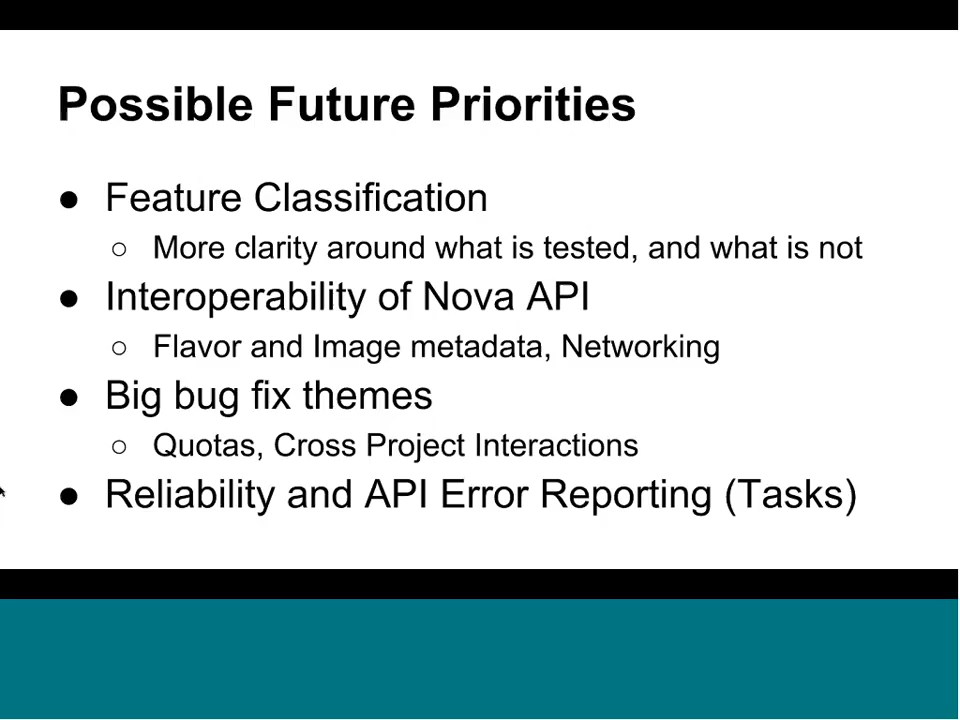 Possible Future Priorities
● Feature Classification
○ More clarity around what is tested, and what is not
● Interoperability of Nova API
○ Flavor and Image metadata, Networking
● Big bug fix themes
○ Quotas, Cross Project Interactions
● Reliability and API Error Reporting (Tasks)